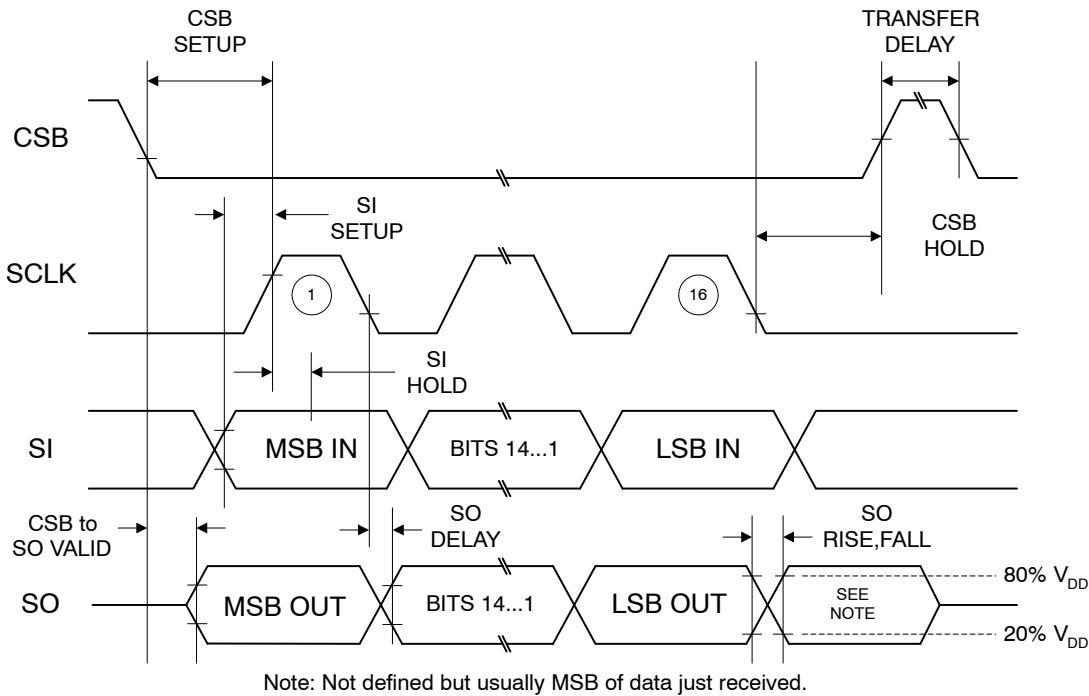 CSB
SETUP
TRANSFER
DELAY
CSB
SI
SETUP
CSB
HOLD
SCLK
1
16
SI
HOLD
SI
MSB IN
BITS 14...1
LSB IN
CSB to
SO VALID
SO
DELAY
SO
RISE,FALL
SO
MSB OUT
BITS 14...1
LSB OUT
SEE
NOTE
80% VDD
20% VDD
Note: Not defined but usually MSB of data just received.